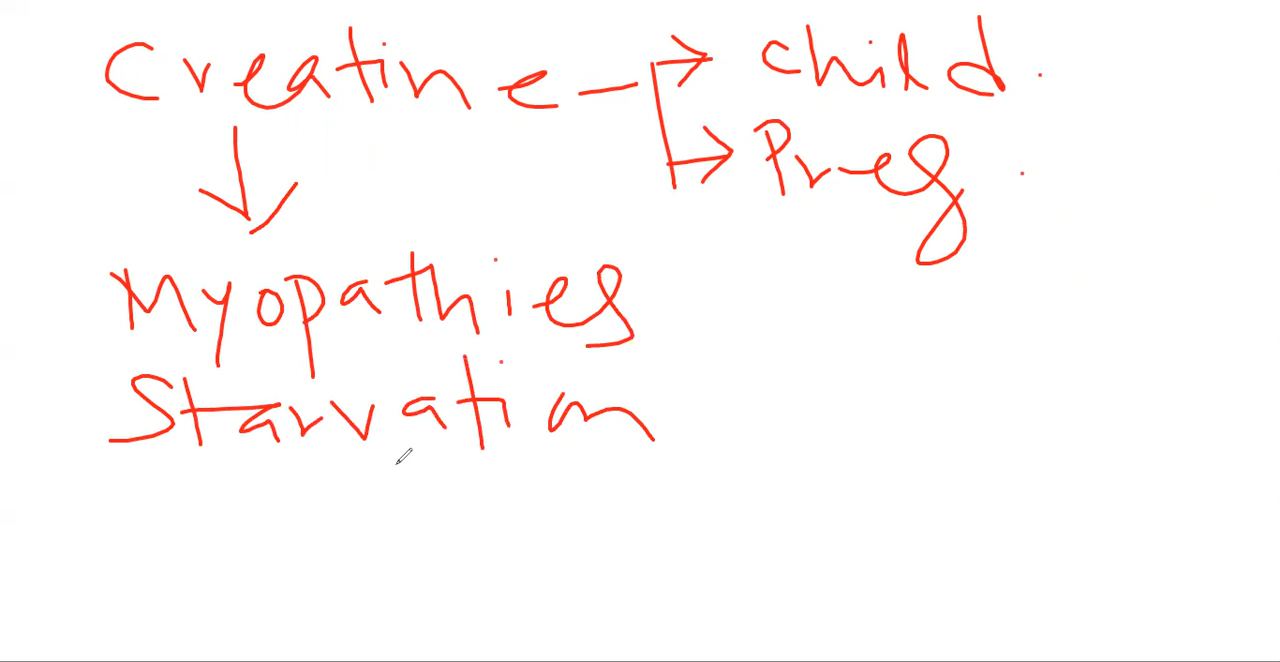 Creatine → child.
→ Preg.
↓
Myopathies
Starvation